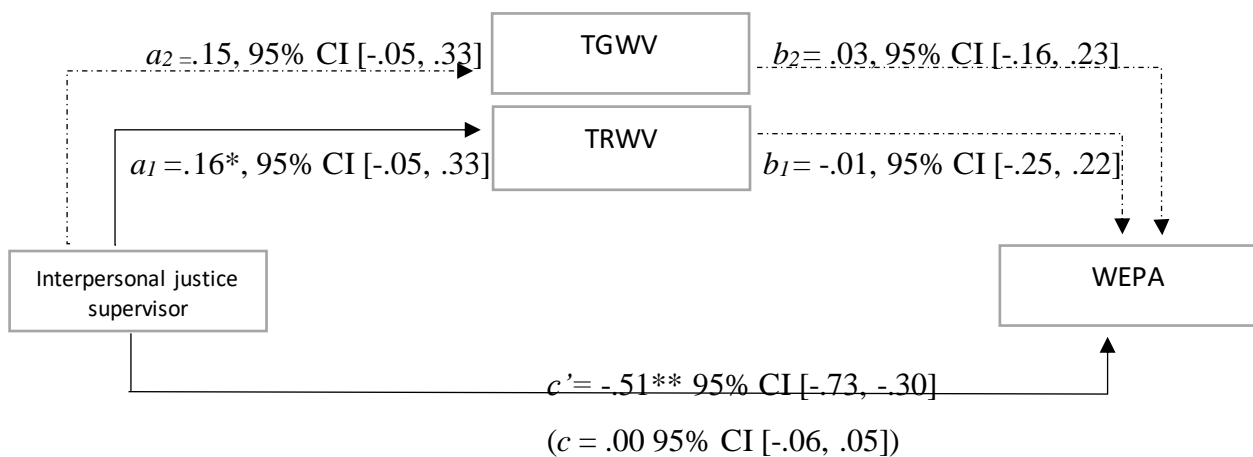 TGWV
a2 =.15, 95% CI [-.05, .33]
b2 = .03, 95% CI [-.16, .23]
TRWV
a1 =.16*, 95% CI [-.05, .33]
b1 = -.01, 95% CI [-.25, .22]
Interpersonal justice
supervisor
WEPA
c’= -.51** 95% CI [-.73, -.30]
(c = .00 95% CI [-.06, .05])